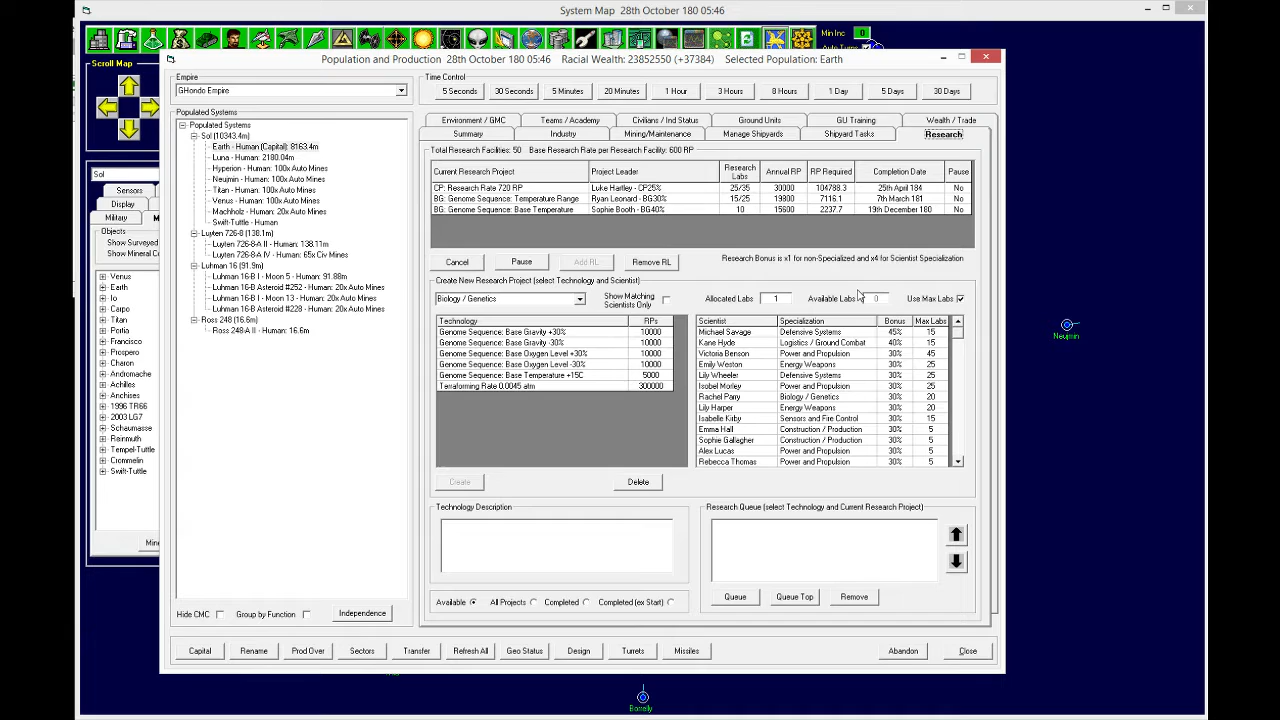 System Map   28th October 180 05:46
Min Inc 0
Auto Turns
Scroll Map
Population and Production   28th October 180 05:46   Racial Wealth: 23852550 (+37384)   Selected Population: Earth
Empire
GHondo Empire
Time Control
5 Seconds 30 Seconds 5 Minutes 20 Minutes 1 Hour 3 Hours 8 Hours 1 Day 5 Days 30 Days
Environment / GMC Teams / Academy Civilians / Ind Status Ground Units GU Training Wealth / Trade
Summary Industry Mining/Maintenance Manage Shipyards Shipyard Tasks Research
Populated Systems
Populated Systems
Sol (10343.4m)
Earth - Human (Capital): 8163.4m
Luna - Human: 2180.04m
Hyperion - Human: 100x Auto Mines
Neujmin - Human: 100x Auto Mines
Titan - Human: 100x Auto Mines
Venus - Human: 100x Auto Mines
Machholz - Human: 20x Auto Mines
Swift-Tuttle - Human
Luyten 726-8 (138.1m)
Luyten 726-8-A II - Human: 138.11m
Luyten 726-8-A IV - Human: 65x Civ Mines
Luhman 16 (91.9m)
Luhman 16-B I - Moon 5 - Human: 91.88m
Luhman 16-B Asteroid #252 - Human: 20x Auto Mines
Luhman 16-B I - Moon 13 - Human: 20x Auto Mines
Luhman 16-B Asteroid #228 - Human: 20x Auto Mines
Ross 248 (16.6m)
Ross 248-A II - Human: 16.6m
Hide CMC Group by Function Independence
Total Research Facilities: 50 Base Research Rate per Research Facility: 600 RP
Current Research Project Project Leader Research Labs Annual RP RP Required Completion Date Pause
CP: Research Rate 720 RP Luke Hartley - CP25% 25/35 30000 104788.3 25th April 184 No
BG: Genome Sequence: Temperature Range Ryan Leonard - BG30% 15/25 19800 7116.1 7th March 181 No
BG: Genome Sequence: Base Temperature Sophie Booth - BG40% 10 15600 2237.7 19th December 180 No
Cancel Pause Add RL Remove RL
Research Bonus is x1 for non-Specialized and x4 for Scientist Specialization
Create New Research Project (select Technology and Scientist)
Biology / Genetics Show Matching Scientists Only Allocated Labs 1 Available Labs 0 Use Max Labs
Technology RPs
Genome Sequence: Base Gravity +30% 10000
Genome Sequence: Base Gravity -30% 10000
Genome Sequence: Base Oxygen Level +30% 10000
Genome Sequence: Base Oxygen Level -30% 10000
Genome Sequence: Base Temperature +15C 5000
Terraforming Rate 0.0045 atm 300000
Scientist Specialization Bonus Max Labs
Michael Savage Defensive Systems 45% 15
Kane Hyde Logistics / Ground Combat 40% 15
Victoria Benson Power and Propulsion 30% 45
Emily Weston Energy Weapons 30% 25
Lily Wheeler Defensive Systems 30% 25
Isobel Morley Power and Propulsion 30% 25
Rachel Parry Biology / Genetics 30% 20
Lily Harper Energy Weapons 30% 20
Isabelle Kirby Sensors and Fire Control 30% 15
Emma Hall Construction / Production 30% 5
Sophie Gallagher Construction / Production 30% 5
Alex Lucas Power and Propulsion 30% 5
Rebecca Thomas Power and Propulsion 30% 5
Create Delete
Technology Description
Research Queue (select Technology and Current Research Project)
Available All Projects Completed Completed (ex Start)
Queue Queue Top Remove
Capital Rename Prod Over Sectors Transfer Refresh All Geo Status Design Turrets Missiles Abandon Close
Sol
Sensors
Display
Military
Objects
Show Surveyed
Show Mineral C
Venus
Earth
Io
Carpo
Titan
Portia
Francisco
Prospero
Charon
Andromache
Achilles
Anchises
1996 TR66
2003 LG7
Schaumasse
Reinmuth
Tempel-Tuttle
Crommelin
Swift-Tuttle
Mine
Neujmin
Borrelly